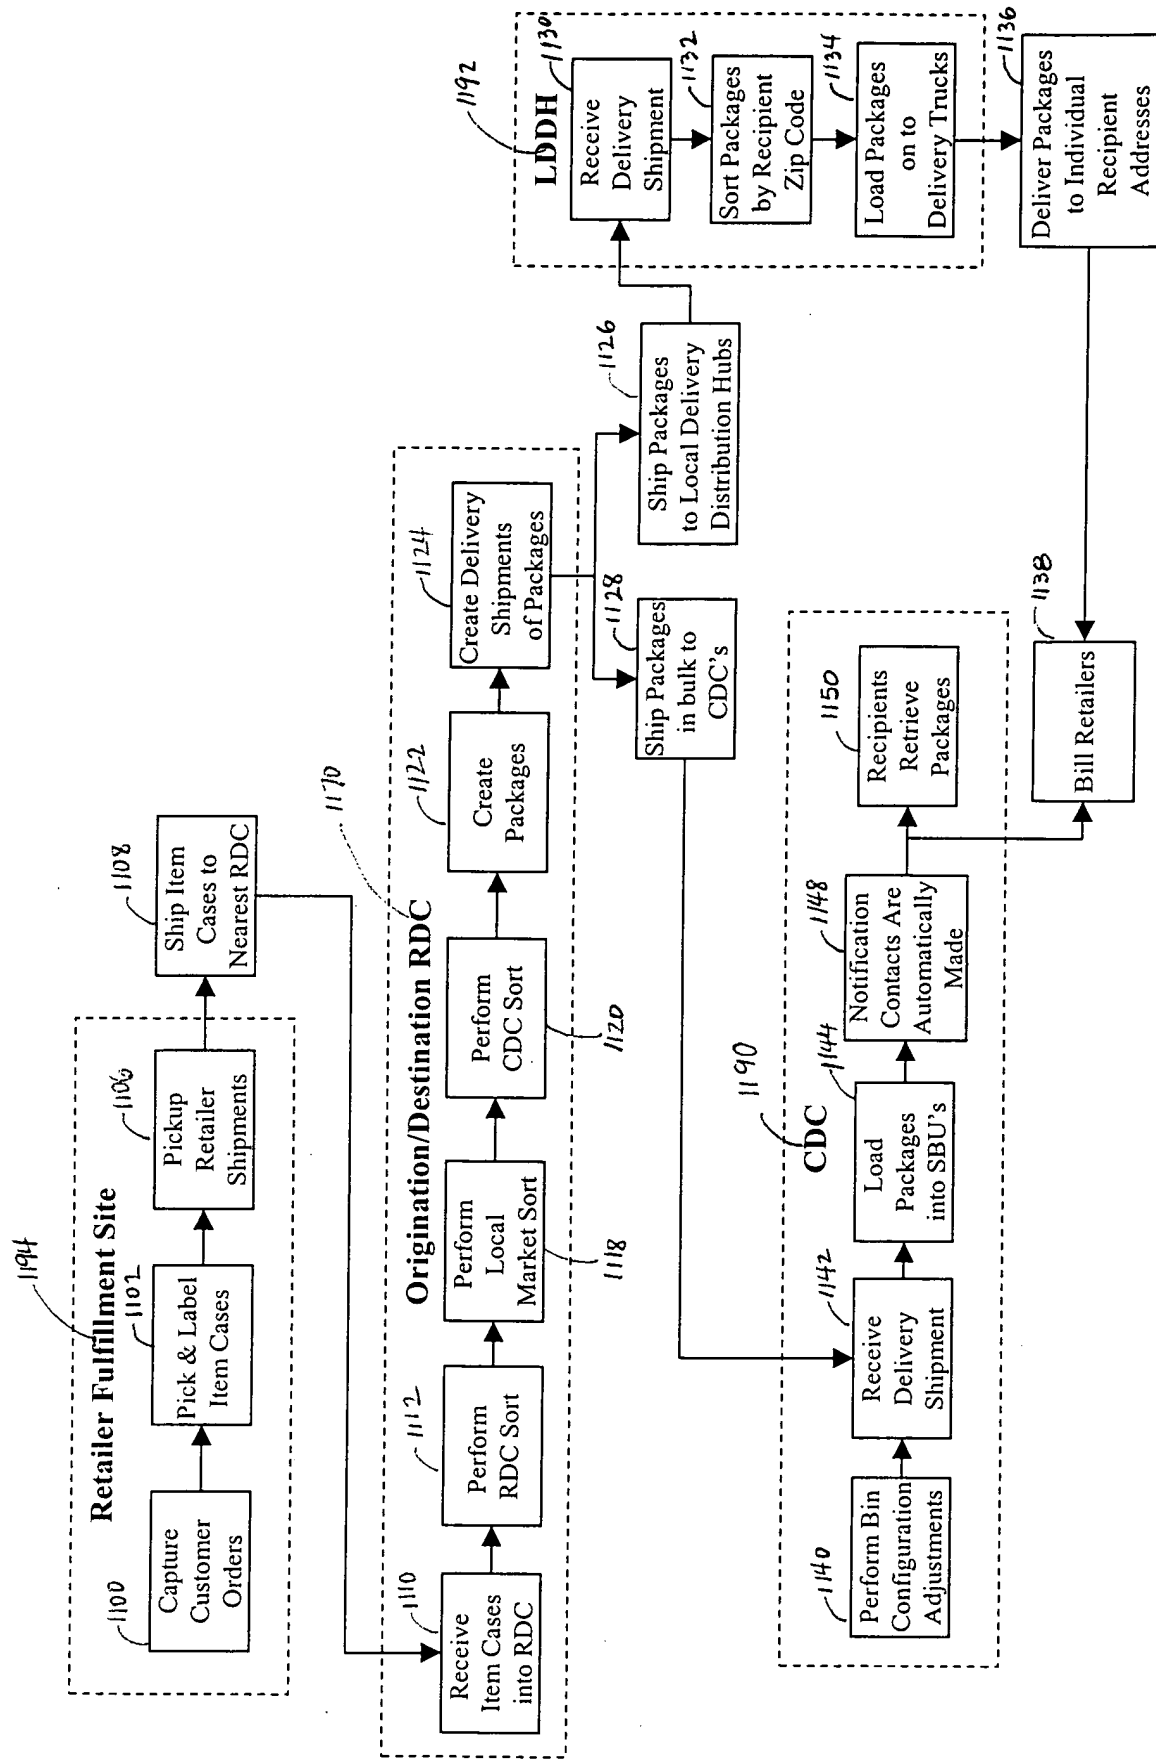 1194
Retailer Fulfillment Site
1100
Capture
Customer
Orders
1102
Pick & Label
Item Cases
1106
Pickup
Retailer
Shipments
1108
Ship Item
Cases to
Nearest RDC
Origination/Destination RDC
1170
1110
Receive
Item Cases
into RDC
1112
Perform
RDC Sort
Perform
Local
Market Sort
1118
Perform
CDC Sort
1120
1122
Create
Packages
1124
Create Delivery
Shipments
of Packages
1128
Ship Packages
in bulk to
CDC's
1126
Ship Packages
to Local Delivery
Distribution Hubs
1192
LDDH
1130
Receive
Delivery
Shipment
1132
Sort Packages
by Recipient
Zip Code
1134
Load Packages
on to
Delivery Trucks
1136
Deliver Packages
to Individual
Recipient
Addresses
1190
CDC
1140
Perform Bin
Configuration
Adjustments
1142
Receive
Delivery
Shipment
1144
Load
Packages
into SBU's
1148
Notification
Contacts Are
Automatically
Made
1150
Recipients
Retrieve
Packages
1138
Bill Retailers